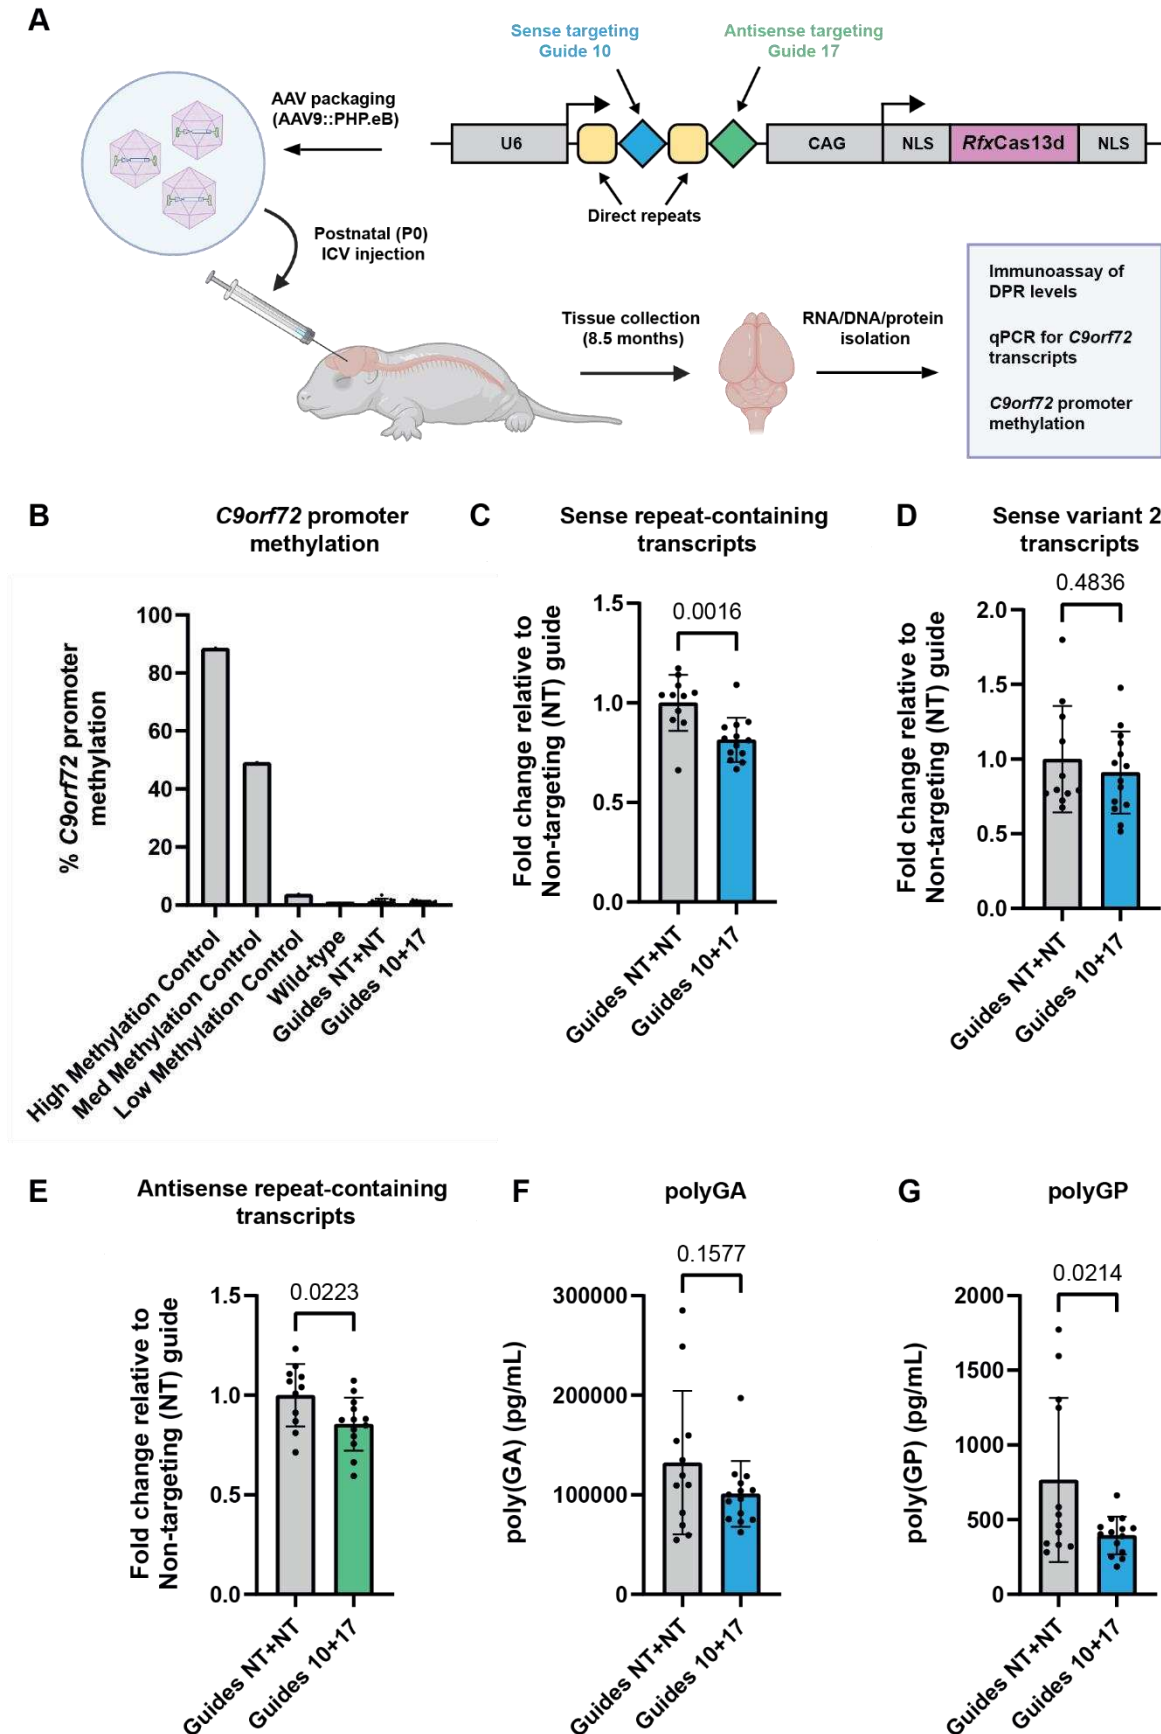 A
Sense targeting
Guide 10
Antisense targeting
Guide 17
AAV packaging
(AAV9::PHP.eB)
U6
CAG
NLS
RfxCas13d
NLS
Direct repeats
Postnatal (P0)
ICV injection
Tissue collection
(8.5 months)
RNA/DNA/protein
isolation
Immunoassay of
DPR levels
qPCR for C9orf72
transcripts
C9orf72 promoter
methylation
B
C9orf72 promoter
methylation
% C9orf72 promoter
methylation
100
80
60
40
20
0
High Methylation Control
Med Methylation Control
Low Methylation Control
Wild-type
Guides NT+NT
Guides 10+17
C
Sense repeat-containing
transcripts
0.0016
Fold change relative to
Non-targeting (NT) guide
1.5
1.0
0.5
0.0
Guides NT+NT
Guides 10+17
D
Sense variant 2
transcripts
0.4836
Fold change relative to
Non-targeting (NT) guide
2.0
1.5
1.0
0.5
0.0
Guides NT+NT
Guides 10+17
E
Antisense repeat-containing
transcripts
0.0223
Fold change relative to
Non-targeting (NT) guide
1.5
1.0
0.5
0.0
Guides NT+NT
Guides 10+17
F
polyGA
0.1577
poly(GA) (pg/mL)
300000
200000
100000
0
Guides NT+NT
Guides 10+17
G
polyGP
0.0214
poly(GP) (pg/mL)
2000
1500
1000
500
0
Guides NT+NT
Guides 10+17